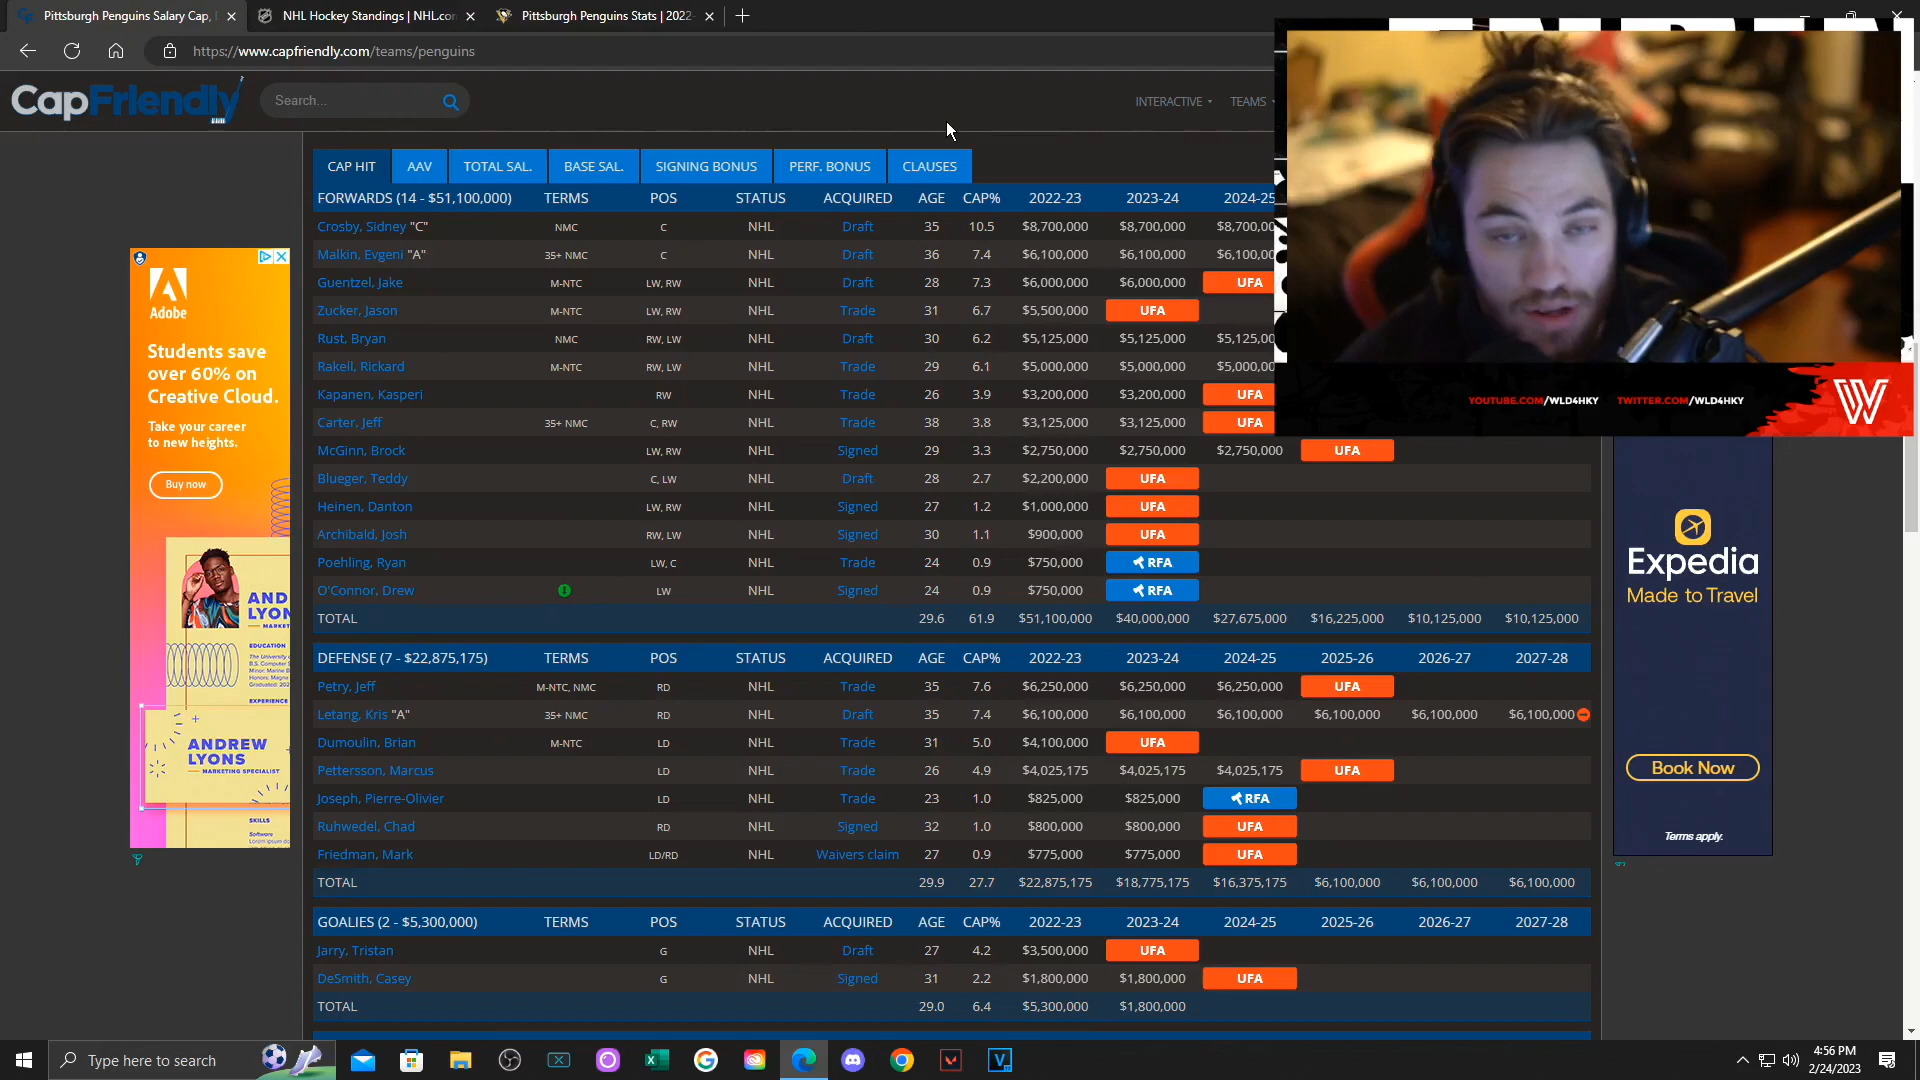 Pittsburgh Penguins Salary Cap,
NHL Hockey Standings | NHL.com
Pittsburgh Penguins Stats | 2022-
https://www.capfriendly.com/teams/penguins
CapFriendly
Search...
INTERACTIVE
TEAMS
CAP HIT AAV TOTAL SAL. BASE SAL. SIGNING BONUS PERF. BONUS CLAUSES
FORWARDS (14 - $51,100,000) TERMS POS STATUS ACQUIRED AGE CAP% 2022-23 2023-24 2024-25
Crosby, Sidney "C" NMC C NHL Draft 35 10.5 $8,700,000 $8,700,000 $8,700,00
Malkin, Evgeni "A" 35+ NMC C NHL Draft 36 7.4 $6,100,000 $6,100,000 $6,100,00
Guentzel, Jake M-NTC LW, RW NHL Draft 28 7.3 $6,000,000 $6,000,000 UFA
Zucker, Jason M-NTC LW, RW NHL Trade 31 6.7 $5,500,000 UFA
Rust, Bryan NMC RW, LW NHL Draft 30 6.2 $5,125,000 $5,125,000 $5,125,00
Rakell, Rickard M-NTC RW, LW NHL Trade 29 6.1 $5,000,000 $5,000,000 $5,000,00
Kapanen, Kasperi RW NHL Trade 26 3.9 $3,200,000 $3,200,000 UFA
Carter, Jeff 35+ NMC C, RW NHL Trade 38 3.8 $3,125,000 $3,125,000 UFA
McGinn, Brock LW, RW NHL Signed 29 3.3 $2,750,000 $2,750,000 $2,750,000 UFA
Blueger, Teddy C, LW NHL Draft 28 2.7 $2,200,000 UFA
Heinen, Danton LW, RW NHL Signed 27 1.2 $1,000,000 UFA
Archibald, Josh RW, LW NHL Signed 30 1.1 $900,000 UFA
Poehling, Ryan LW, C NHL Trade 24 0.9 $750,000 RFA
O'Connor, Drew LW NHL Signed 24 0.9 $750,000 RFA
TOTAL 29.6 61.9 $51,100,000 $40,000,000 $27,675,000 $16,225,000 $10,125,000 $10,125,000
DEFENSE (7 - $22,875,175) TERMS POS STATUS ACQUIRED AGE CAP% 2022-23 2023-24 2024-25 2025-26 2026-27 2027-28
Petry, Jeff M-NTC, NMC RD NHL Trade 35 7.6 $6,250,000 $6,250,000 $6,250,000 UFA
Letang, Kris "A" 35+ NMC RD NHL Draft 35 7.4 $6,100,000 $6,100,000 $6,100,000 $6,100,000 $6,100,000 $6,100,000
Dumoulin, Brian M-NTC LD NHL Trade 31 5.0 $4,100,000 UFA
Pettersson, Marcus LD NHL Trade 26 4.9 $4,025,175 $4,025,175 $4,025,175 UFA
Joseph, Pierre-Olivier LD NHL Trade 23 1.0 $825,000 $825,000 RFA
Ruhwedel, Chad RD NHL Signed 32 1.0 $800,000 $800,000 UFA
Friedman, Mark LD/RD NHL Waivers claim 27 0.9 $775,000 $775,000 UFA
TOTAL 29.9 27.7 $22,875,175 $18,775,175 $16,375,175 $6,100,000 $6,100,000 $6,100,000
GOALIES (2 - $5,300,000) TERMS POS STATUS ACQUIRED AGE CAP% 2022-23 2023-24 2024-25 2025-26 2026-27 2027-28
Jarry, Tristan G NHL Draft 27 4.2 $3,500,000 UFA
DeSmith, Casey G NHL Signed 31 2.2 $1,800,000 $1,800,000 UFA
TOTAL 29.0 6.4 $5,300,000 $1,800,000
Adobe
Students save
over 60% on
Creative Cloud.
Take your career
to new heights.
Buy now
AND
LYON
EDUCATION
EXPERIENCE
ANDREW
LYONS
MARKETING SPECIALIST
SKILLS
YOUTUBE.COM/WLD4HKY TWITTER.COM/WLD4HKY
W
Expedia
Made to Travel
Book Now
Terms apply.
Type here to search
4:56 PM
2/24/2023